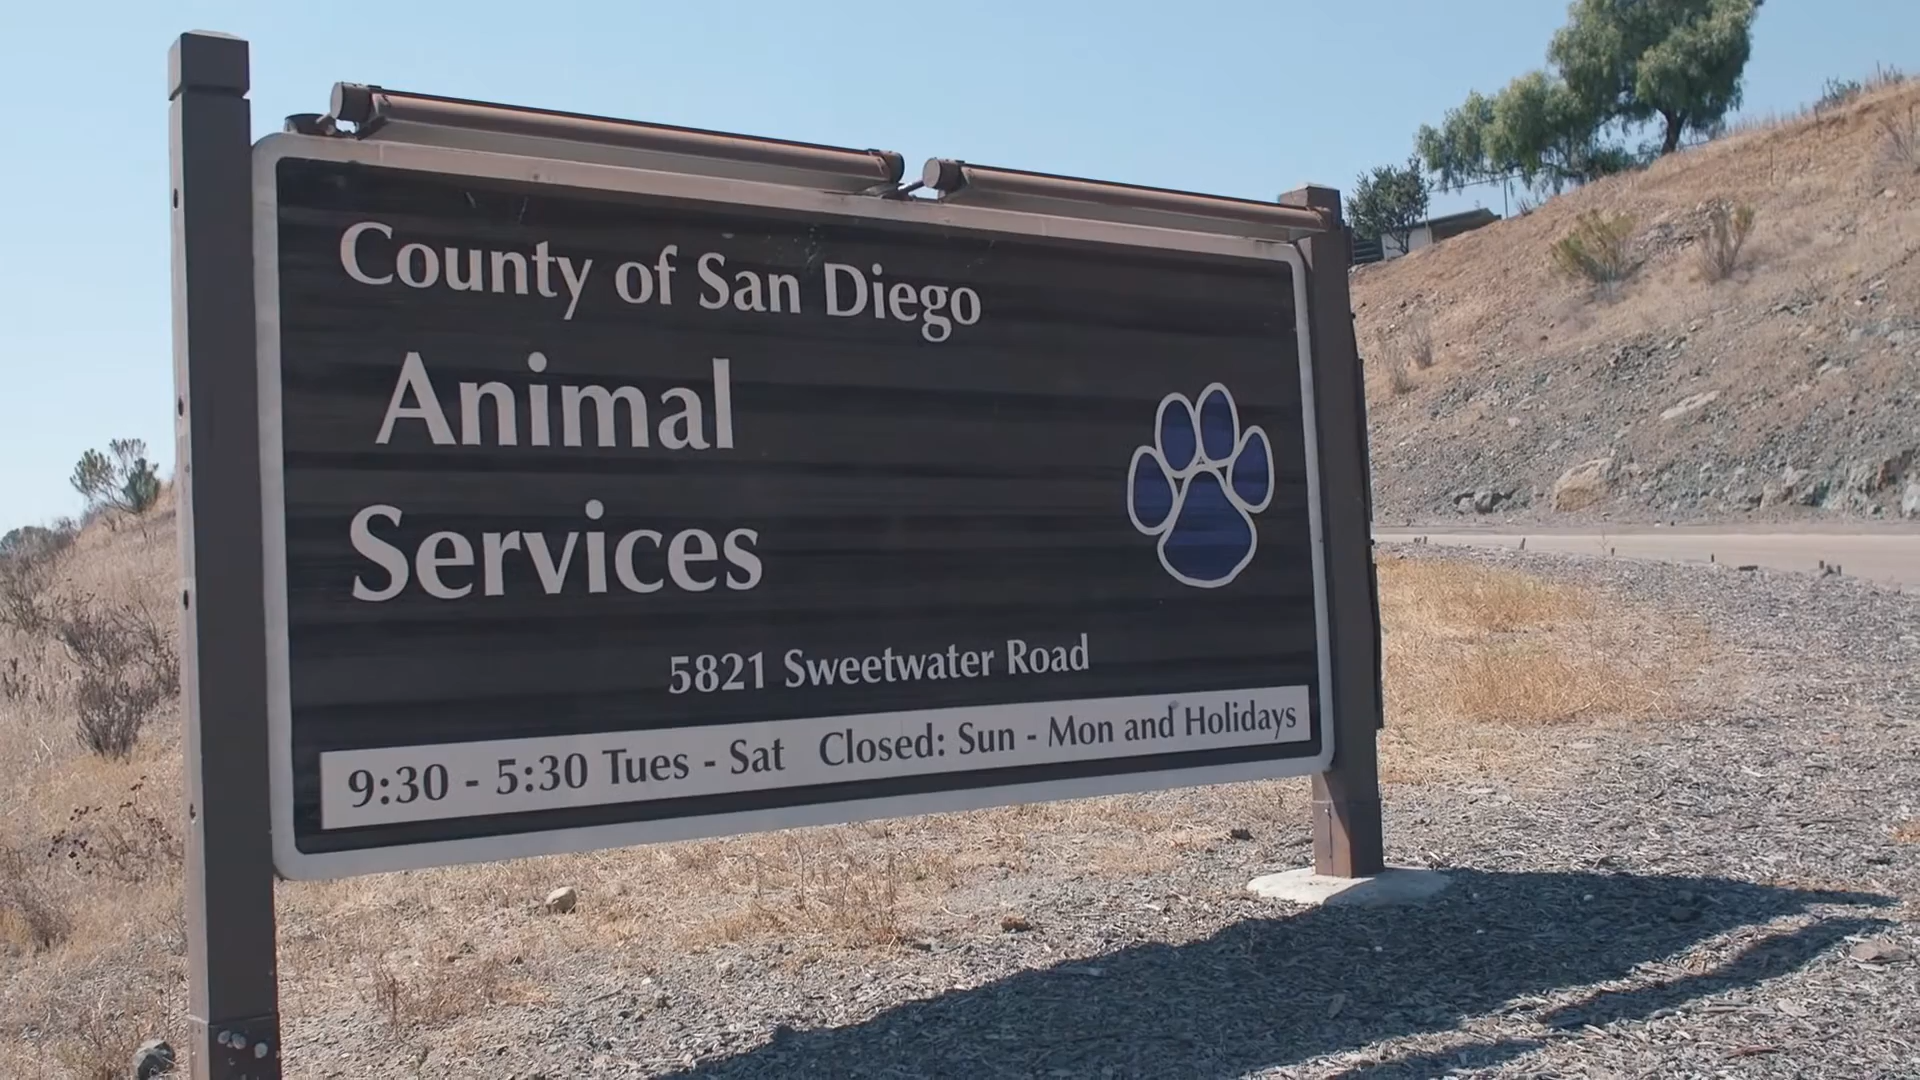 County of San Diego
Animal
Services
5821 Sweetwater Road
9:30 - 5:30 Tues - Sat Closed: Sun - Mon and Holidays